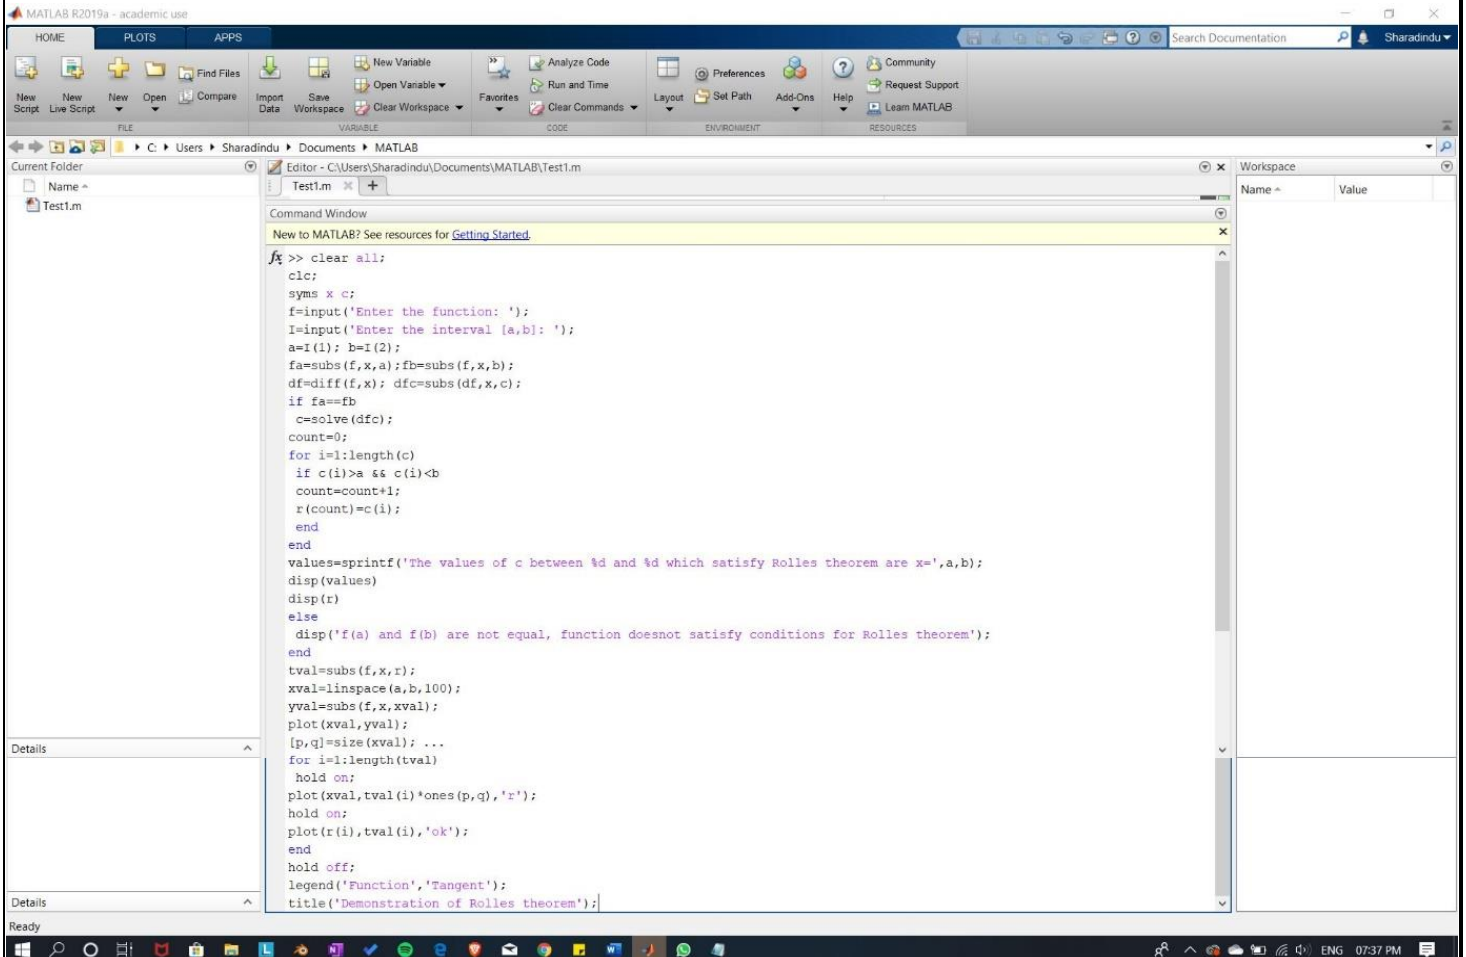 MATLAB R2019a - academic use
HOME PLOTS APPS Search Documentation Sharadindu
New Script New Live Script New Open Find Files Compare Import Data Save Workspace New Variable Open Variable Clear Workspace Favorites Analyze Code Run and Time Clear Commands Layout Preferences Set Path Add-Ons Help Community Request Support Learn MATLAB
FILE VARIABLE CODE ENVIRONMENT RESOURCES
C: Users Sharadindu Documents MATLAB
Current Folder
Name
Test1.m
Details
Details
Editor - C:\Users\Sharadindu\Documents\MATLAB\Test1.m
Test1.m
Command Window
New to MATLAB? See resources for Getting Started.
fx >> clear all;
clc;
syms x c;
f=input('Enter the function: ');
I=input('Enter the interval [a,b]: ');
a=I(1); b=I(2);
fa=subs(f,x,a);fb=subs(f,x,b);
df=diff(f,x); dfc=subs(df,x,c);
if fa==fb
c=solve(dfc);
count=0;
for i=1:length(c)
if c(i)>a && c(i)<b
count=count+1;
r(count)=c(i);
end
end
values=sprintf('The values of c between %d and %d which satisfy Rolles theorem are x=',a,b);
disp(values)
disp(r)
else
disp('f(a) and f(b) are not equal, function doesnot satisfy conditions for Rolles theorem');
end
tval=subs(f,x,r);
xval=linspace(a,b,100);
yval=subs(f,x,xval);
plot(xval,yval);
[p,q]=size(xval); ...
for i=1:length(tval)
hold on;
plot(xval,tval(i)*ones(p,q),'r');
hold on;
plot(r(i),tval(i),'ok');
end
hold off;
legend('Function','Tangent');
title('Demonstration of Rolles theorem');
Workspace
Name Value
Ready
ENG 07:37 PM